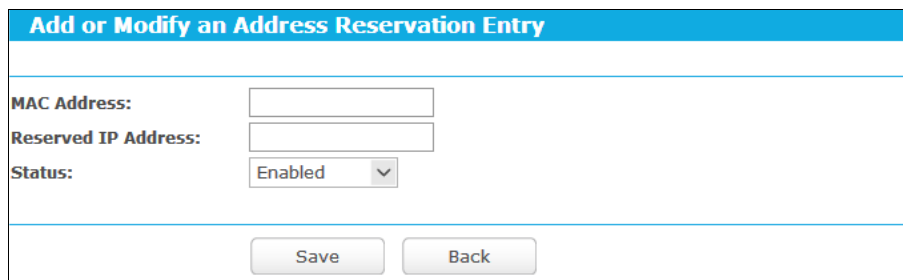 Add or Modify an Address Reservation Entry
MAC Address:
Reserved IP Address:
Status: Enabled
Save Back